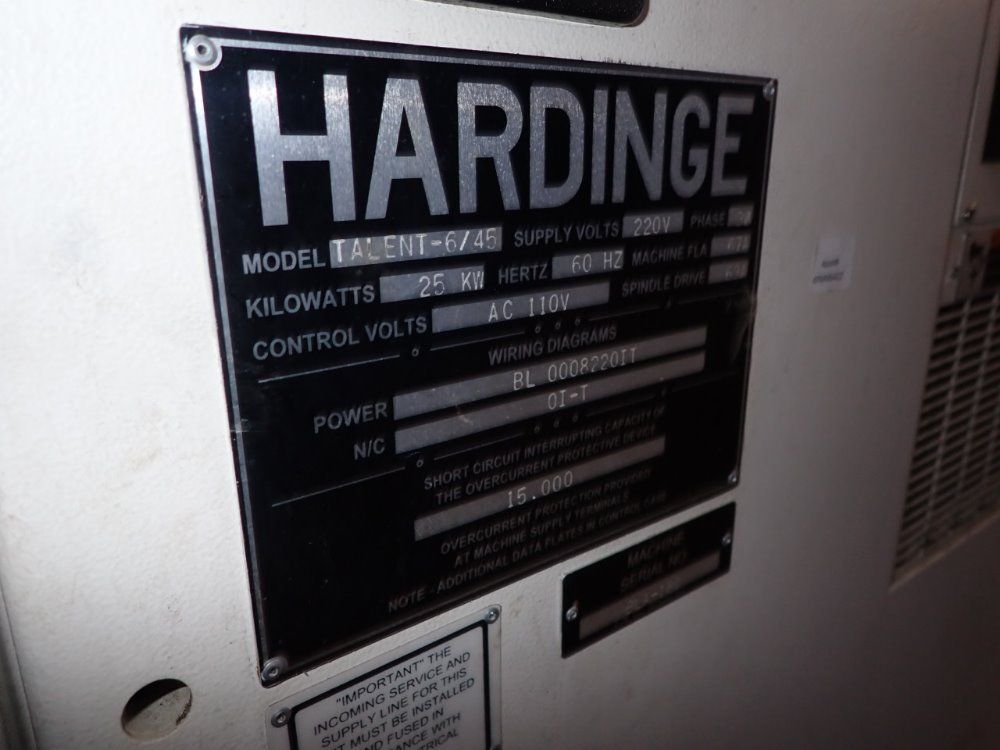 HARDINGE
MODEL TALENT-6/45 SUPPLY VOLTS 220V PHASE
KILOWATTS 25 KW HERTZ 60 HZ MACHINE FLA
CONTROL VOLTS AC 110V SPINDLE DRIVE
WIRING DIAGRAMS
POWER BL 0008220IT
N/C OI-T
SHORT CIRCUIT INTERRUPTING CAPACITY OF
THE OVERCURRENT PROTECTIVE DEVICE
15.000
OVERCURRENT PROTECTION PROVIDED
AT MACHINE SUPPLY TERMINALS
NOTE - ADDITIONAL DATA PLATES IN CONTROL CASE
MACHINE
SERIAL NO.
"IMPORTANT" THE
INCOMING SERVICE AND
SUPPLY LINE FOR THIS
MUST BE INSTALLED
AND FUSED IN
WITH